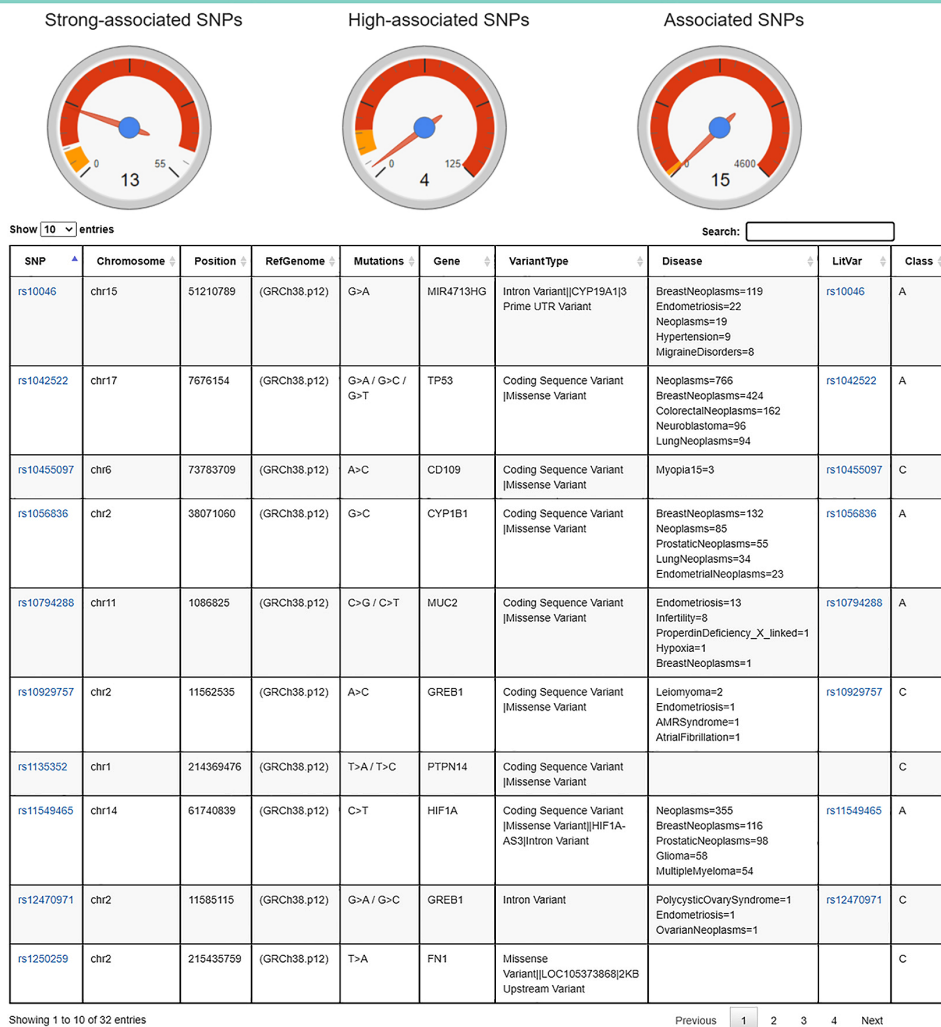 Strong-associated SNPs
High-associated SNPs
Associated SNPs
0 55
13
0 125
4
0 4600
15
Show 10 entries
Search:
SNP Chromosome Position RefGenome Mutations Gene VariantType Disease LitVar Class
rs10046 chr15 51210789 (GRCh38.p12) G>A MIR4713HG Intron Variant||CYP19A1|3 BreastNeoplasms=119 rs10046 A
Prime UTR Variant Endometriosis=22
Neoplasms=19
Hypertension=9
MigraineDisorders=8
rs1042522 chr17 7676154 (GRCh38.p12) G>A / G>C / TP53 Coding Sequence Variant Neoplasms=766 rs1042522 A
G>T |Missense Variant BreastNeoplasms=424
ColorectalNeoplasms=162
Neuroblastoma=96
LungNeoplasms=94
rs10455097 chr6 73783709 (GRCh38.p12) A>C CD109 Coding Sequence Variant Myopia15=3 rs10455097 C
|Missense Variant
rs1056836 chr2 38071060 (GRCh38.p12) G>C CYP1B1 Coding Sequence Variant BreastNeoplasms=132 rs1056836 A
|Missense Variant Neoplasms=85
ProstaticNeoplasms=55
LungNeoplasms=34
EndometrialNeoplasms=23
rs10794288 chr11 1086825 (GRCh38.p12) C>G / C>T MUC2 Coding Sequence Variant Endometriosis=13 rs10794288 A
|Missense Variant Infertility=8
ProperdinDeficiency_X_linked=1
Hypoxia=1
BreastNeoplasms=1
rs10929757 chr2 11562535 (GRCh38.p12) A>C GREB1 Coding Sequence Variant Leiomyoma=2 rs10929757 C
|Missense Variant Endometriosis=1
AMRSyndrome=1
AtrialFibrillation=1
rs1135352 chr1 214369476 (GRCh38.p12) T>A / T>C PTPN14 Coding Sequence Variant C
|Missense Variant
rs11549465 chr14 61740839 (GRCh38.p12) C>T HIF1A Coding Sequence Variant Neoplasms=355 rs11549465 A
|Missense Variant||HIF1A- BreastNeoplasms=116
AS3|Intron Variant ProstaticNeoplasms=98
Glioma=58
MultipleMyeloma=54
rs12470971 chr2 11585115 (GRCh38.p12) G>A / G>C GREB1 Intron Variant PolycysticOvarySyndrome=1 rs12470971 C
Endometriosis=1
OvarianNeoplasms=1
rs1250259 chr2 215435759 (GRCh38.p12) T>A FN1 Missense C
Variant||LOC105373868|2KB
Upstream Variant
Showing 1 to 10 of 32 entries
Previous 1 2 3 4 Next